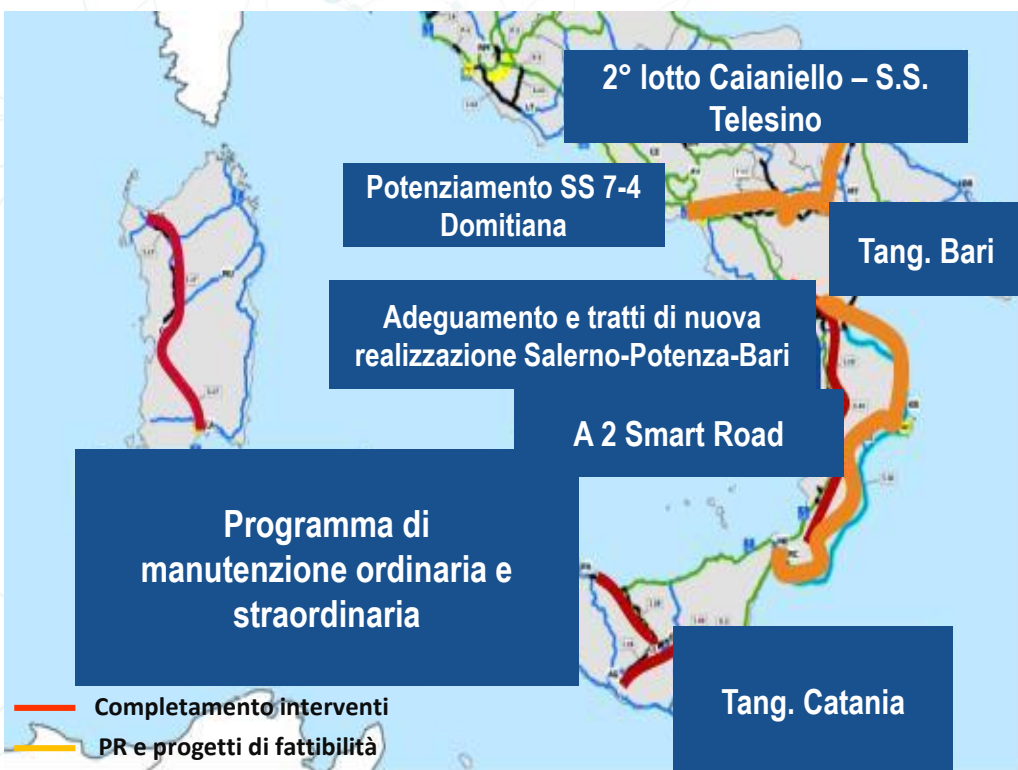 2° lotto Caianiello – S.S.
Telesino
Potenziamento SS 7-4
Domitiana
Tang. Bari
Adeguamento e tratti di nuova
realizzazione Salerno-Potenza-Bari
A 2 Smart Road
Programma di
manutenzione ordinaria e
straordinaria
Tang. Catania
Completamento interventi
PR e progetti di fattibilità